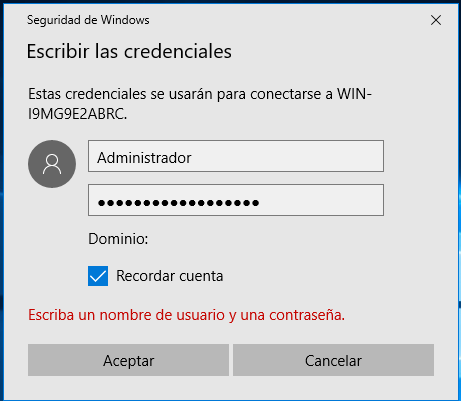 Seguridad de Windows
Escribir las credenciales
Estas credenciales se usarán para conectarse a WIN-
I9MG9E2ABRC.
Administrador
••••••••••••••••••
Dominio:
Recordar cuenta
Escriba un nombre de usuario y una contraseña.
Aceptar
Cancelar